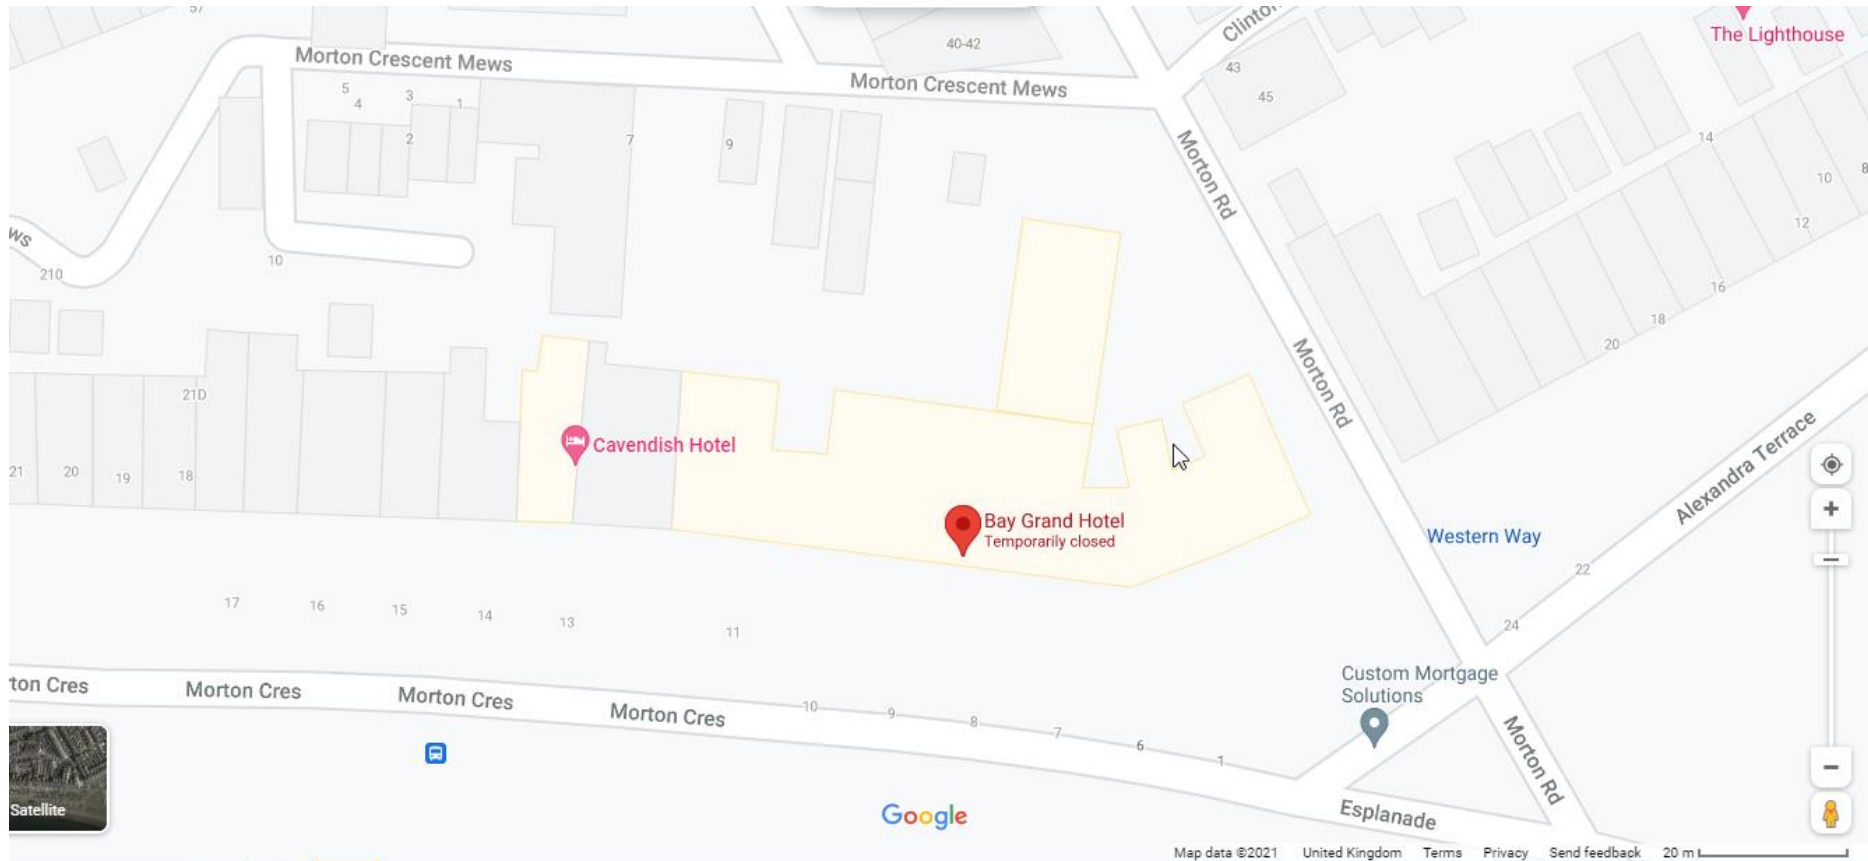 57
Morton Crescent Mews
40-42
Clinton
The Lighthouse
Morton Crescent Mews
43
45
5
4
3
1
2
7
9
14
10
8
12
Morton Rd
ws
210
10
16
18
20
Morton Rd
21D
Cavendish Hotel
Alexandra Terrace
21
20
19
18
Bay Grand Hotel
Temporarily closed
Western Way
22
17
16
15
14
13
11
24
Custom Mortgage
Solutions
ton Cres
Morton Cres
Morton Cres
Morton Cres
10
9
8
7
6
1
Morton Rd
Satellite
Google
Esplanade
Map data ©2021 United Kingdom Terms Privacy Send feedback 20 m